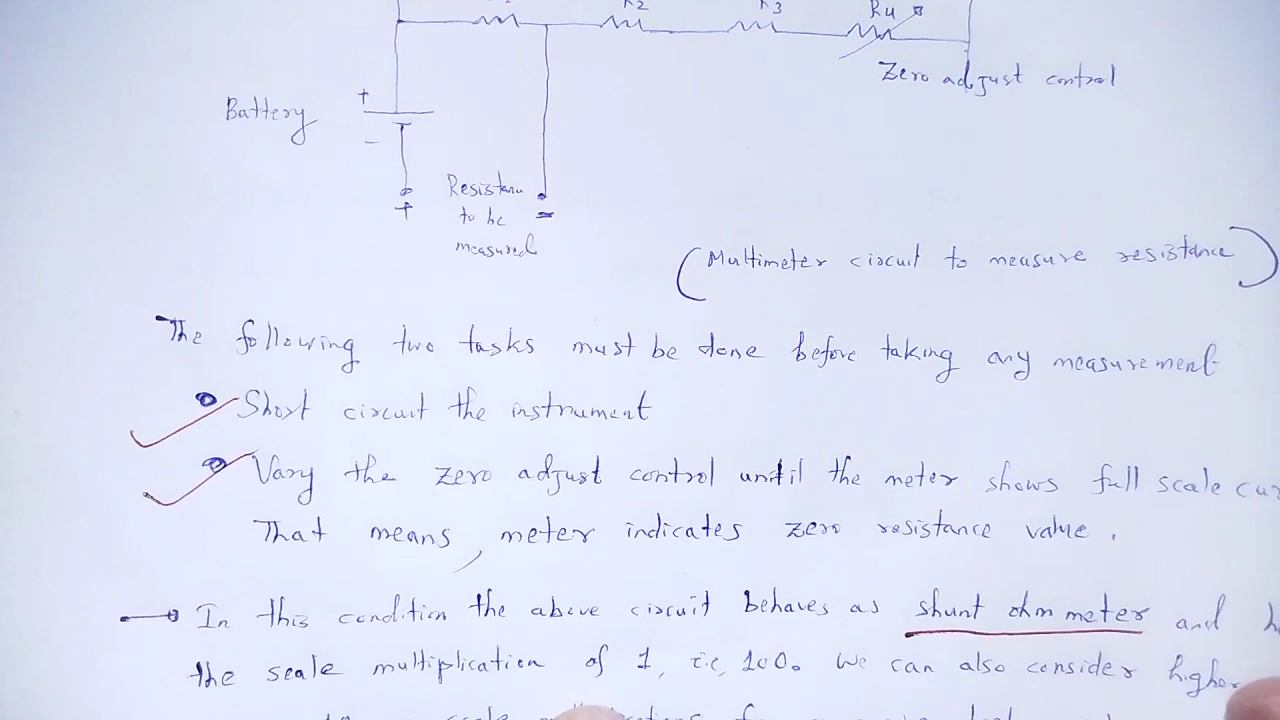 R2
R4
Zero adjust control
Battery
+
-
Resistance
to be
measured
+
-
(Multimeter circuit to measure resistance)
The following two tasks must be done before taking any measurement
Short circuit the instrument
Vary the zero adjust control until the meter shows full scale
That means, meter indicates zero resistance value.
In this condition the above circuit behaves as shunt ohm meter and
the scale multiplication of 1, i.e, 10⁰. We can also consider higher